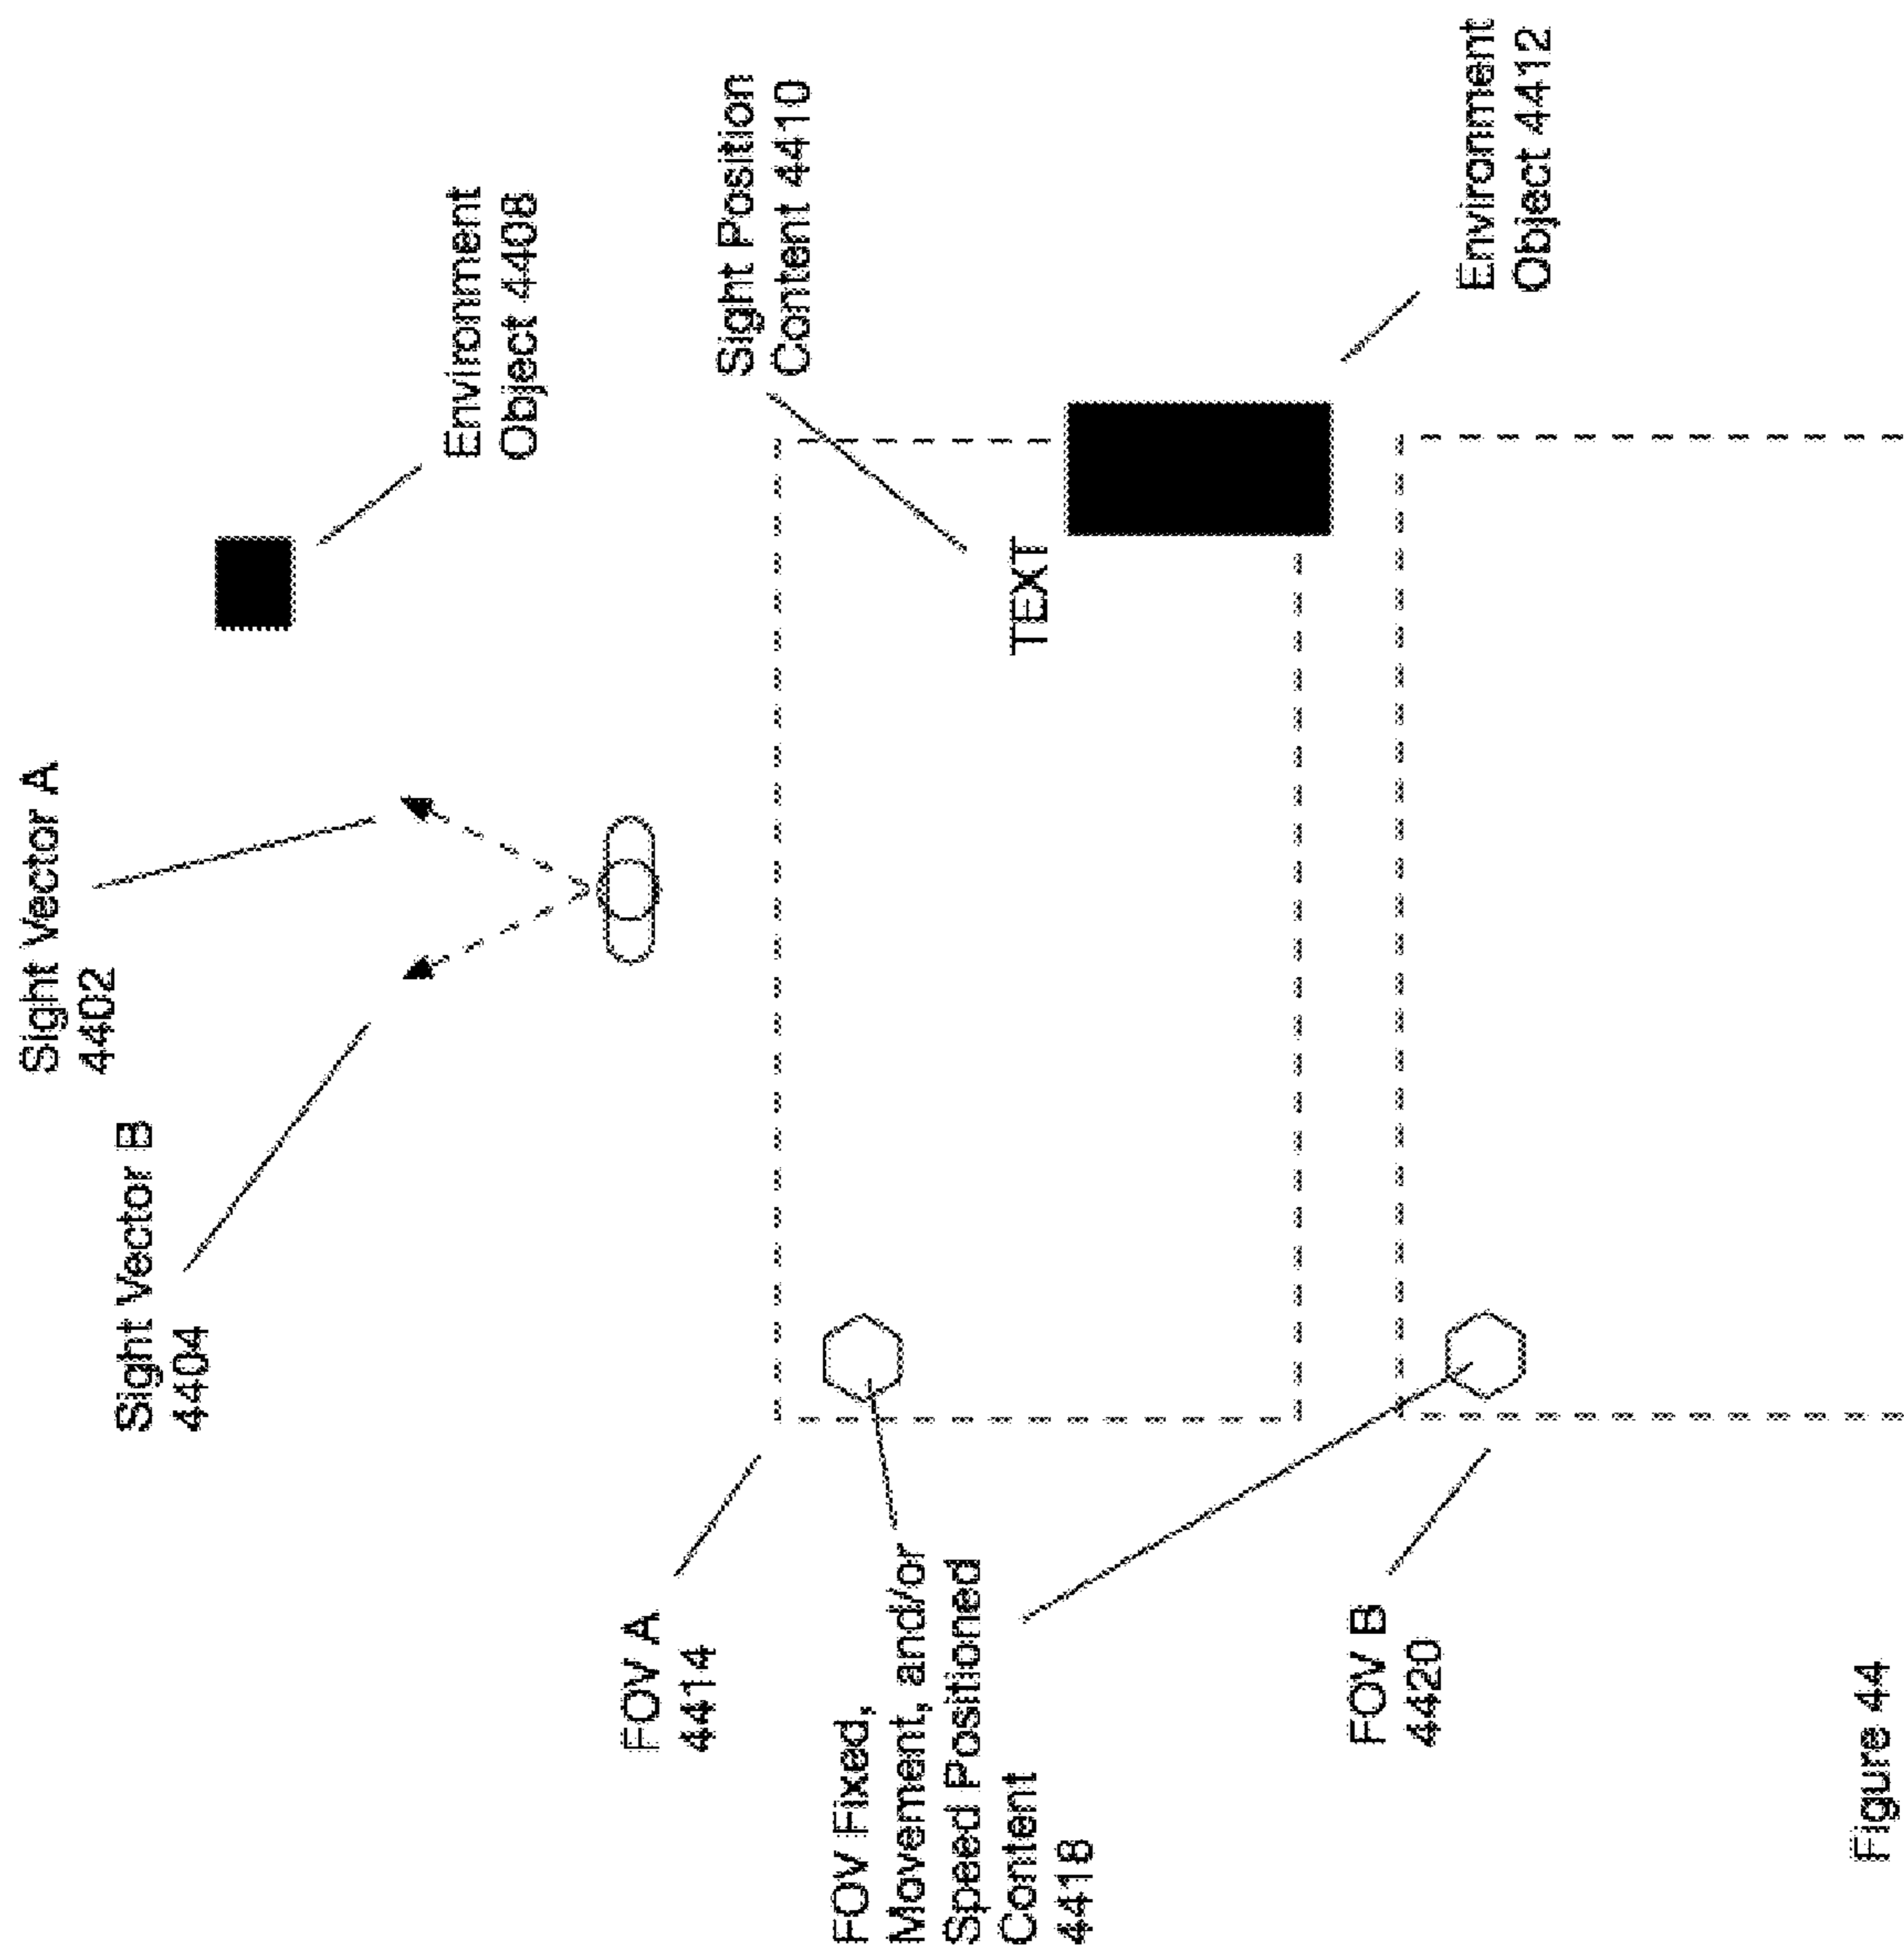 Sight Vector A
4402
Sight Vector B
4404
Environment
Object 4408
FOV A
4414
Sight Position
Content 4410
TEXT
FOV Fixed,
Movement, and/or
Speed Positioned
Content
4418
Environment
Object 4412
FOV B
4420
Figure 44